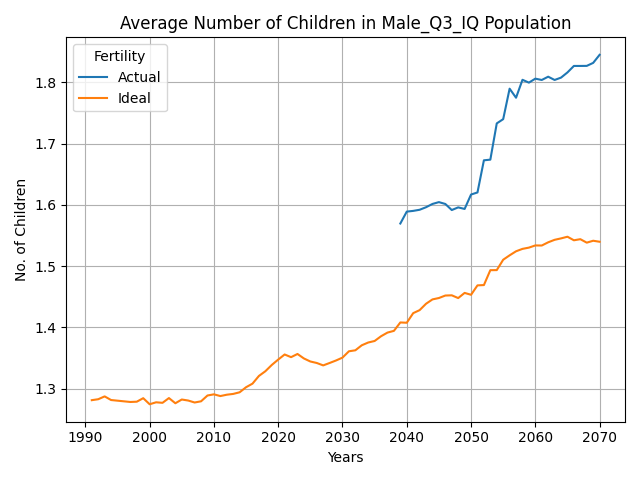 Average Number of Children in Male_Q3_IQ Population
Fertility
Actual
Ideal
No. of Children
1.8
1.7
1.6
1.5
1.4
1.3
1990 2000 2010 2020 2030 2040 2050 2060 2070
Years